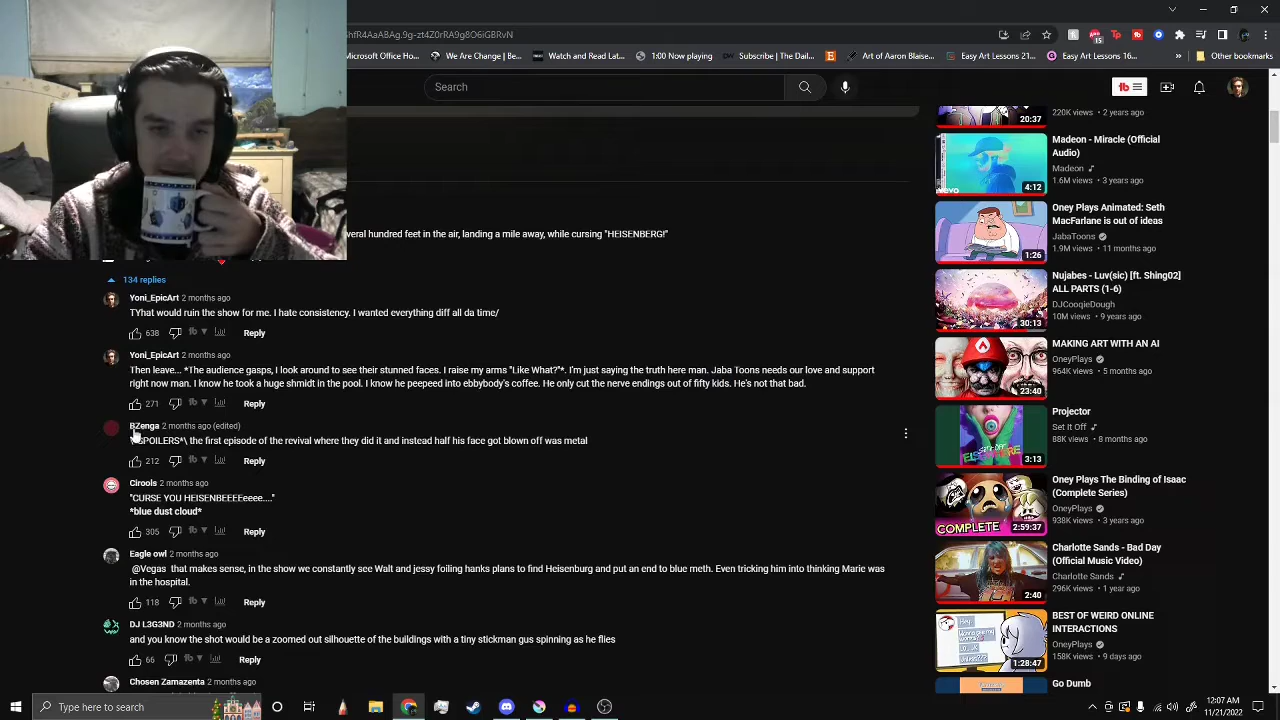 hR4AaABAg.9g-zt4Z0rRA9g8O6iGBRvN
Microsoft Office Ho...
We Are Change | Be...
Watch and Read Let...
1:00 Now playing
Subscribe | The Dail...
Art of Aaron Blaise...
Easy Art Lessons 21...
Easy Art Lessons 16...
»
Other bookmarks
Search
everal hundred feet in the air, landing a mile away, while cursing "HEISENBERG!"
134 replies
Yoni_EpicArt 2 months ago
TYhat would ruin the show for me. I hate consistency. I wanted everything diff all da time/
638 Reply
Yoni_EpicArt 2 months ago
Then leave... *The audience gasps, I look around to see their stunned faces. I raise my arms "Like What?"*. I'm just saying the truth here man. Jaba Toons needs our love and support
right now man. I know he took a huge shmidt in the pool. I know he peepeed into ebbybody's coffee. He only cut the nerve endings out of fifty kids. He's not that bad.
271 Reply
Zenga 2 months ago (edited)
POILERS*\ the first episode of the revival where they did it and instead half his face got blown off was metal
212 Reply
Cirools 2 months ago
"CURSE YOU HEISENBEEEEeeee...."
*blue dust cloud*
305 Reply
Eagle owl 2 months ago
@Vegas that makes sense, in the show we constantly see Walt and jessy foiling hanks plans to find Heisenburg and put an end to blue meth. Even tricking him into thinking Marie was
in the hospital.
118 Reply
DJ L3G3ND 2 months ago
and you know the shot would be a zoomed out silhouette of the buildings with a tiny stickman gus spinning as he flies
66 Reply
Chosen Zamazenta 2 months ago
20:37
220K views • 2 years ago
vevo
4:12
Madeon - Miracle (Official
Audio)
Madeon
1.6M views • 3 years ago
1:26
Oney Plays Animated: Seth
MacFarlane is out of ideas
JabaToons
1.9M views • 11 months ago
30:13
Nujabes - Luv(sic) [ft. Shing02]
ALL PARTS (1-6)
DJCooqieDough
10M views • 9 years ago
23:40
MAKING ART WITH AN AI
OneyPlays
964K views • 5 months ago
3:13
Projector
Set It Off
88K views • 8 months ago
COMPLETE
2:59:37
Oney Plays The Binding of Isaac
(Complete Series)
OneyPlays
938K views • 3 years ago
2:40
Charlotte Sands - Bad Day
(Official Music Video)
Charlotte Sands
296K views • 1 year ago
Hey.
1:28:47
BEST OF WEIRD ONLINE
INTERACTIONS
OneyPlays
158K views • 9 days ago
Go Dumb
Type here to search
12:07 AM
11/21/2022